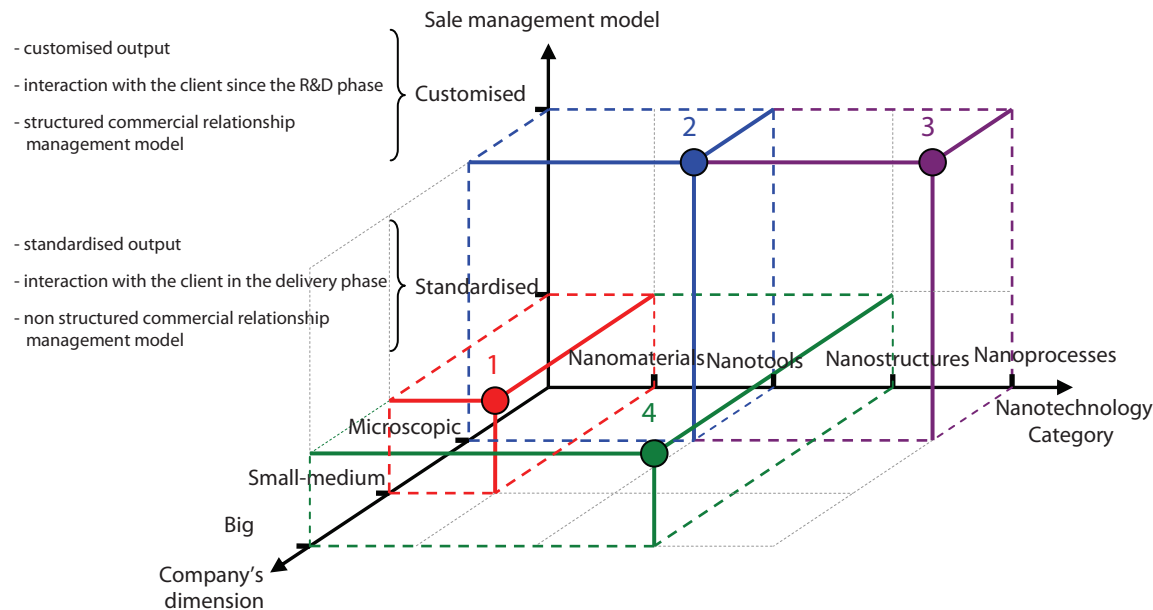 Sale management model
- customised output
- interaction with the client since the R&D phase
- structured commercial relationship
management model
Customised
2
3
- standardised output
- interaction with the client in the delivery phase
- non structured commercial relationship
management model
Standardised
1
Nanomaterials
Nanotools
Nanostructures
Nanoprocesses
4
Nanotechnology
Category
Microscopic
Small-medium
Big
Company's
dimension